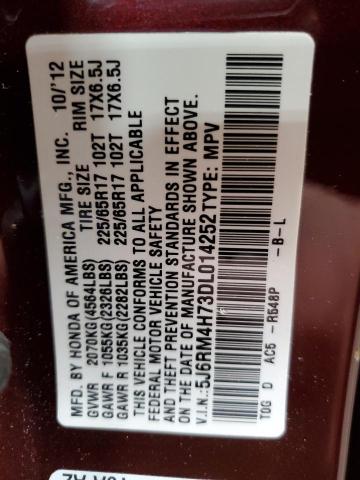 MFD. BY HONDA OF AMERICA MFG., INC. 10/'12
TIRE SIZE RIM SIZE
GVWR 2070KG(4564LBS)
GAWR F 1055KG(2326LBS) 225/65R17 102T 17X6.5J
GAWR R 1035KG(2282LBS) 225/65R17 102T 17X6.5J
THIS VEHICLE CONFORMS TO ALL APPLICABLE
FEDERAL MOTOR VEHICLE SAFETY
AND THEFT PREVENTION STANDARDS IN EFFECT
ON THE DATE OF MANUFACTURE SHOWN ABOVE.
V.I.N.: 5J6RM4H73DL014252 TYPE: MPV
T0G D AC5 -R548P -B-L